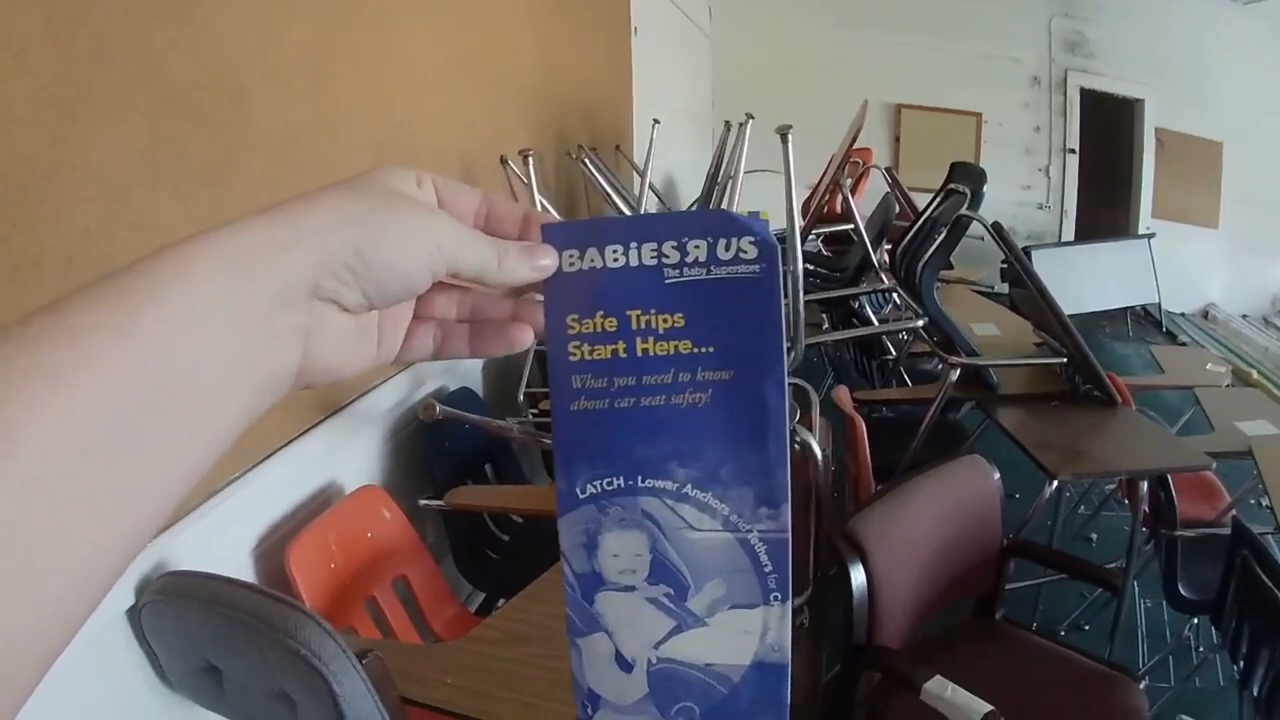 BABIES "R" US
The Baby Superstore™
Safe Trips
Start Here...
What you need to know
about car seat safety!
LATCH - Lower Anchors and Tethers for